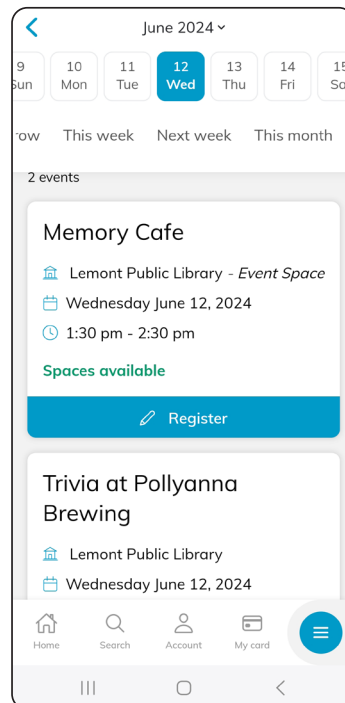 June 2024
9 10 11 12 13 14 15
Sun Mon Tue Wed Thu Fri
This week Next week This month
2 events
Memory Cafe
Lemont Public Library - Event Space
Wednesday June 12, 2024
1:30 pm - 2:30 pm
Spaces available
Register
Trivia at Pollyanna
Brewing
Lemont Public Library
Wednesday June 12, 2024
Home Search Account My card